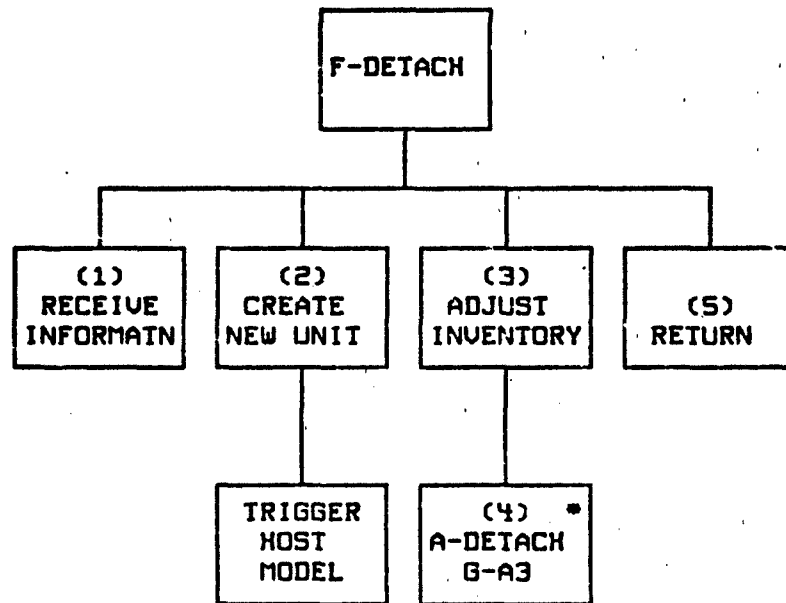 F-DETACH
(1)
RECEIVE
INFORMATN
(2)
CREATE
NEW UNIT
(3)
ADJUST
INVENTORY
(5)
RETURN
TRIGGER
HOST
MODEL
(4) *
A-DETACH
G-A3